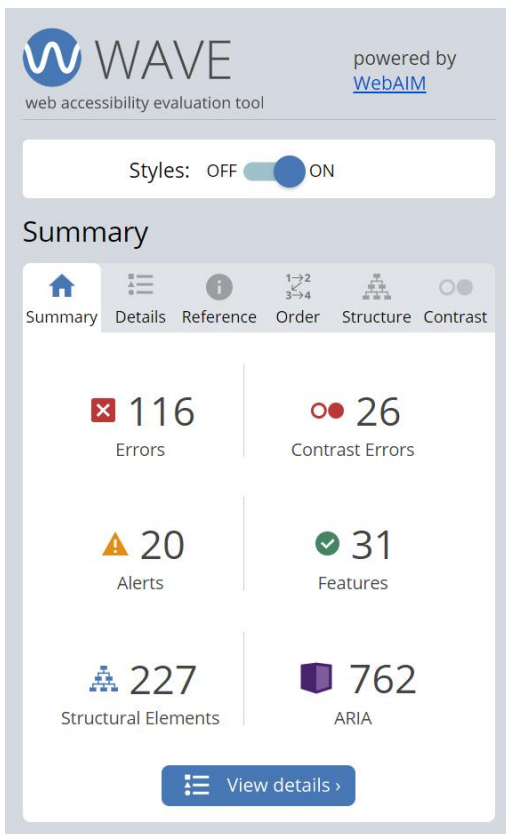 WAVE
powered by
WebAIM
web accessibility evaluation tool
Styles: OFF ON
Summary
1→2
3→4
Summary Details Reference Order Structure Contrast
116 26
Errors Contrast Errors
20 31
Alerts Features
227 762
Structural Elements ARIA
View details ›